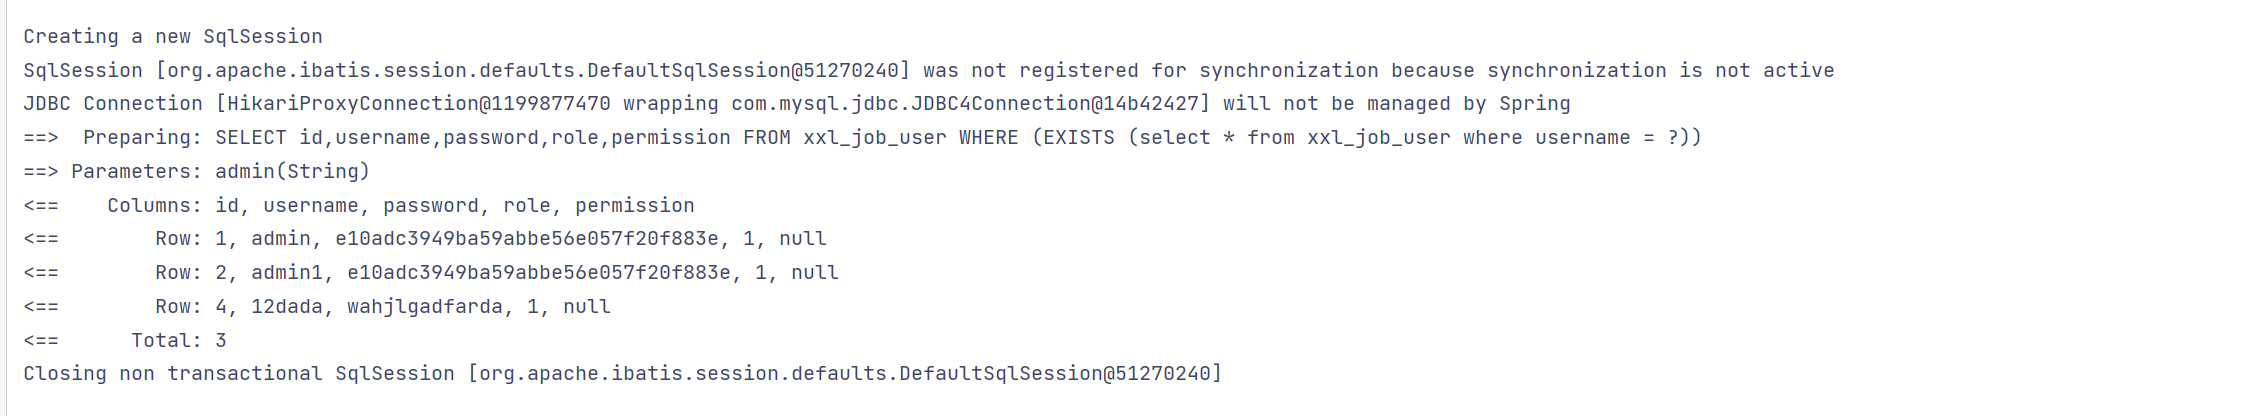 Creating a new SqlSession
SqlSession [org.apache.ibatis.session.defaults.DefaultSqlSession@51270240] was not registered for synchronization because synchronization is not active
JDBC Connection [HikariProxyConnection@1199877470 wrapping com.mysql.jdbc.JDBC4Connection@14b42427] will not be managed by Spring
==>  Preparing: SELECT id,username,password,role,permission FROM xxl_job_user WHERE (EXISTS (select * from xxl_job_user where username = ?))
==> Parameters: admin(String)
<==    Columns: id, username, password, role, permission
<==        Row: 1, admin, e10adc3949ba59abbe56e057f20f883e, 1, null
<==        Row: 2, admin1, e10adc3949ba59abbe56e057f20f883e, 1, null
<==        Row: 4, 12dada, wahjlgadfarda, 1, null
<==      Total: 3
Closing non transactional SqlSession [org.apache.ibatis.session.defaults.DefaultSqlSession@51270240]